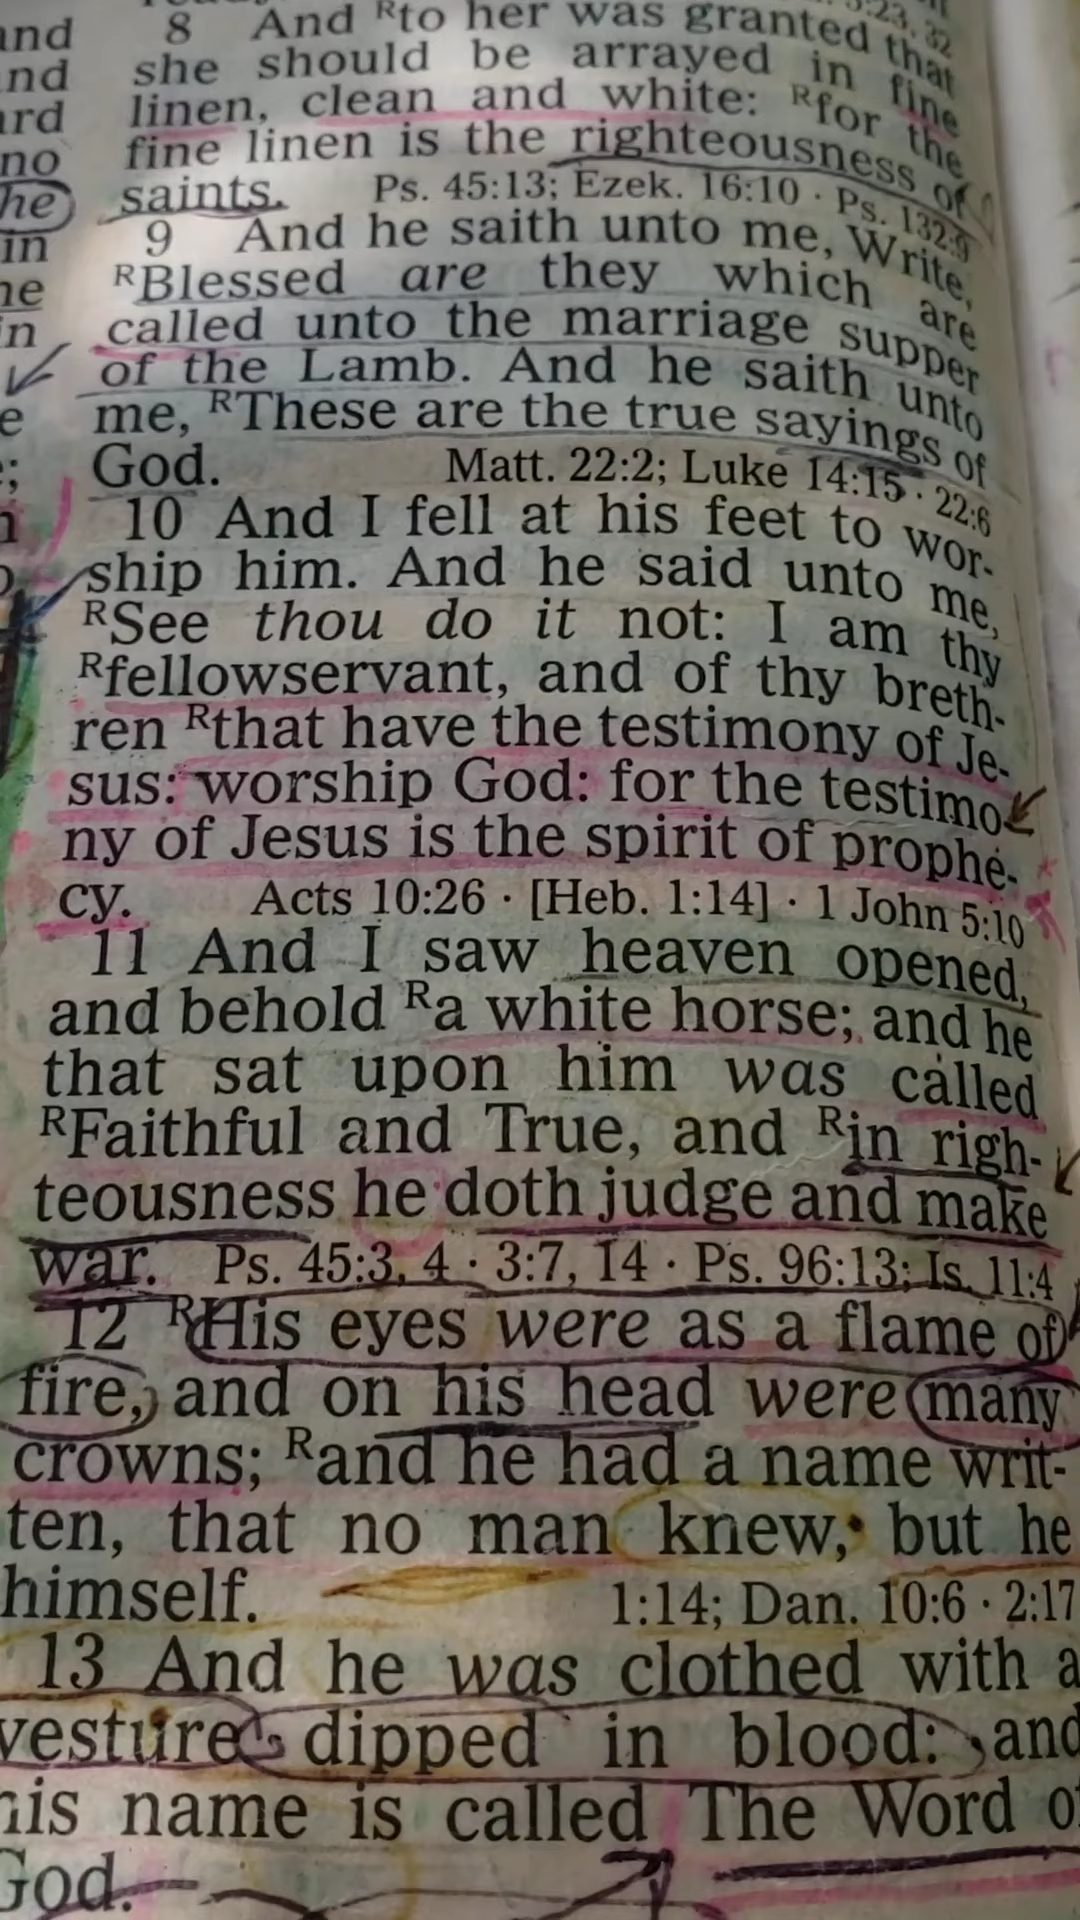 8 And Rto her was granted that
she should be arrayed in fine
linen, clean and white: Rfor the
fine linen is the righteousness of
saints. Ps. 45:13; Ezek. 16:10 · Ps. 132:9
9 And he saith unto me, Write,
RBlessed are they which are
called unto the marriage supper
of the Lamb. And he saith unto
me, RThese are the true sayings of
God. Matt. 22:2; Luke 14:15 · 22:6
10 And I fell at his feet to wor-
ship him. And he said unto me,
RSee thou do it not: I am thy
Rfellowservant, and of thy breth-
ren Rthat have the testimony of Je-
sus: worship God: for the testimo-
ny of Jesus is the spirit of prophe-
cy. Acts 10:26 · [Heb. 1:14] · 1 John 5:10
11 And I saw heaven opened,
and behold Ra white horse; and he
that sat upon him was called
RFaithful and True, and Rin righ-
teousness he doth judge and make
war. Ps. 45:3, 4 · 3:7, 14 · Ps. 96:13; Is. 11:4
12 RHis eyes were as a flame of
fire, and on his head were many
crowns; Rand he had a name writ-
ten, that no man knew, but he
himself. 1:14; Dan. 10:6 · 2:17
13 And he was clothed with a
vesture dipped in blood: and
his name is called The Word of
God.